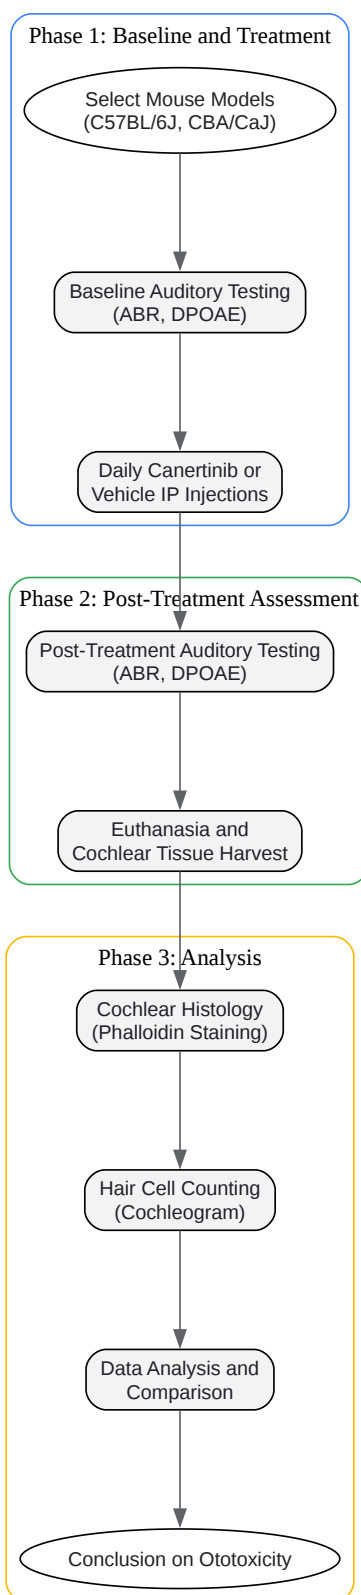 Phase 1: Baseline and Treatment
Select Mouse Models
(C57BL/6J, CBA/CaJ)
Baseline Auditory Testing
(ABR, DPOAE)
Daily Canertinib or
Vehicle IP Injections
Phase 2: Post-Treatment Assessment
Post-Treatment Auditory Testing
(ABR, DPOAE)
Euthanasia and
Cochlear Tissue Harvest
Phase 3: Analysis
Cochlear Histology
(Phalloidin Staining)
Hair Cell Counting
(Cochleogram)
Data Analysis and
Comparison
Conclusion on Ototoxicity